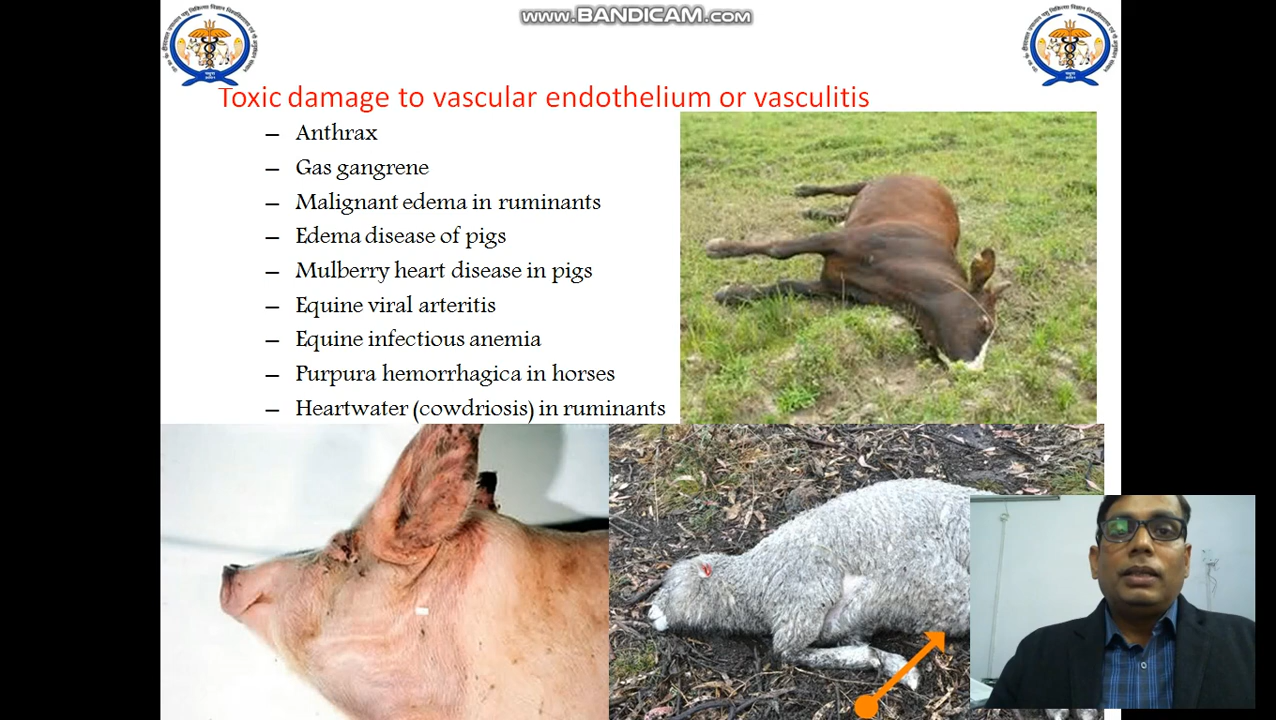 www.BANDICAM.com
Toxic damage to vascular endothelium or vasculitis
– Anthrax
– Gas gangrene
– Malignant edema in ruminants
– Edema disease of pigs
– Mulberry heart disease in pigs
– Equine viral arteritis
– Equine infectious anemia
– Purpura hemorrhagica in horses
– Heartwater (cowdriosis) in ruminants